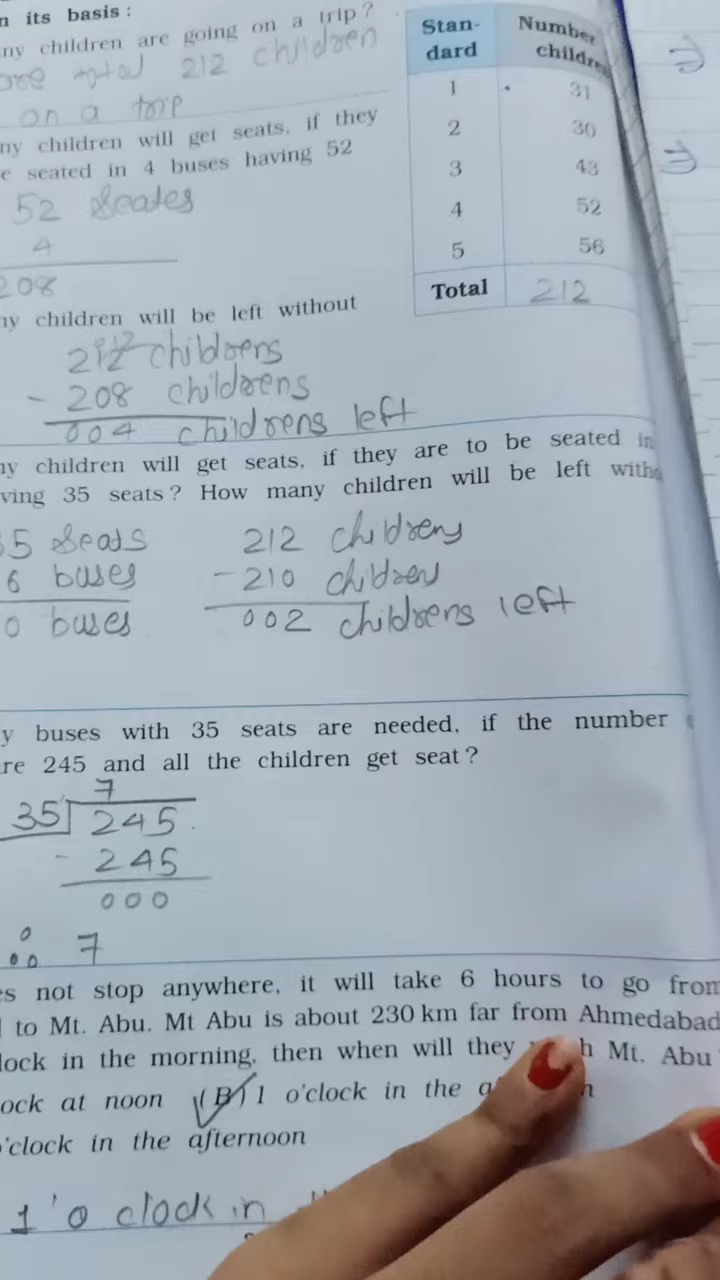 n its basis :
ny children are going on a trip ?
are total 212 children
on a trip
ny children will get seats, if they
e seated in 4 buses having 52
52 Seates
4
208
ny children will be left without
212 childrens
- 208 childrens
004 childrens left
Stan-
dard
Number
childre
1 31
2 30
3 43
4 52
5 56
Total 212
ny children will get seats, if they are to be seated in
ving 35 seats ? How many children will be left witho
35 Seats
6 buses
0 buses
212 childrens
- 210 children
002 childrens left
y buses with 35 seats are needed, if the number
re 245 and all the children get seat ?
7
35 245
- 245
000
∴ 7
es not stop anywhere, it will take 6 hours to go from
to Mt. Abu. Mt Abu is about 230 km far from Ahmedabad
lock in the morning, then when will they h Mt. Abu
ock at noon (B) 1 o'clock in the a n
o'clock in the afternoon
1'o clock in